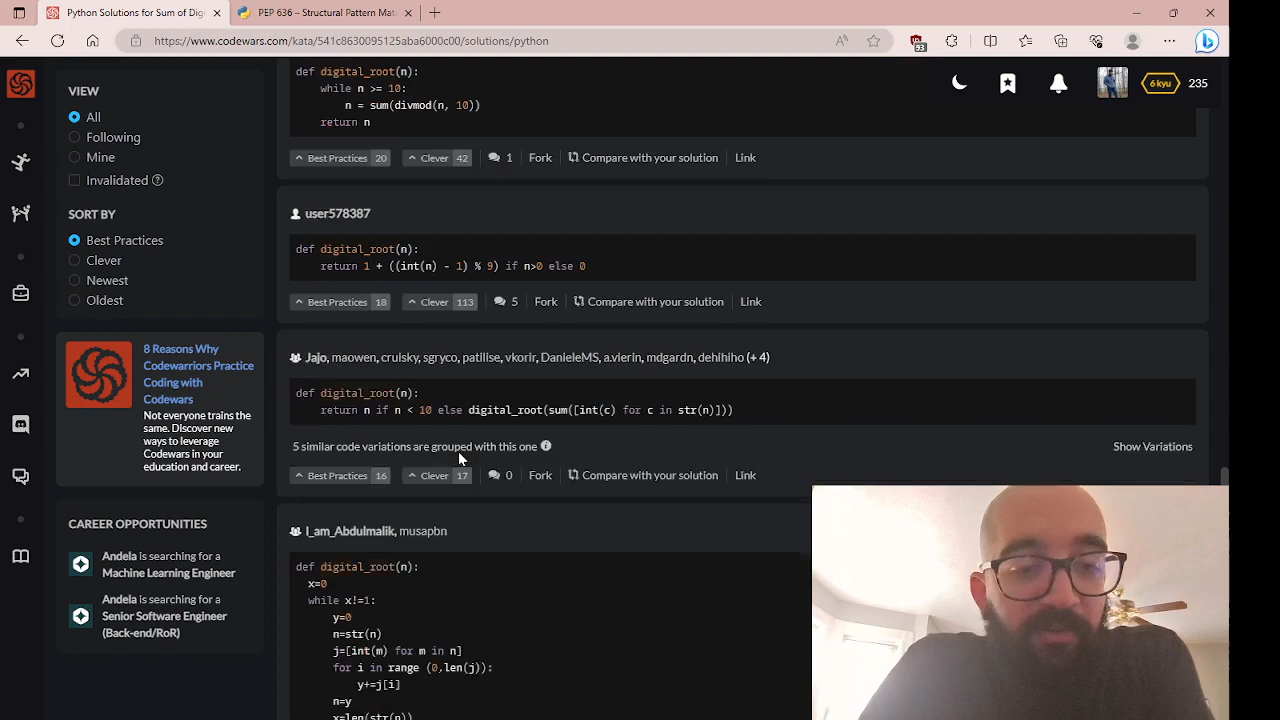 Python Solutions for Sum of Dig
PEP 636 – Structural Pattern Mat
https://www.codewars.com/kata/541c8630095125aba6000c00/solutions/python
93
6 kyu
235
VIEW
All
Following
Mine
Invalidated
SORT BY
Best Practices
Clever
Newest
Oldest
8 Reasons Why
Codewarriors Practice
Coding with
Codewars
Not everyone trains the
same. Discover new
ways to leverage
Codewars in your
education and career.
CAREER OPPORTUNITIES
Andela is searching for a
Machine Learning Engineer
Andela is searching for a
Senior Software Engineer
(Back-end/RoR)
def digital_root(n):
while n >= 10:
n = sum(divmod(n, 10))
return n
Best Practices 20 Clever 42 1 Fork Compare with your solution Link
user578387
def digital_root(n):
return 1 + ((int(n) - 1) % 9) if n>0 else 0
Best Practices 18 Clever 113 5 Fork Compare with your solution Link
Jajo, maowen, cruisky, sgryco, patilise, vkorir, DanieleMS, a.vierin, mdgardn, dehihiho (+ 4)
def digital_root(n):
return n if n < 10 else digital_root(sum([int(c) for c in str(n)]))
5 similar code variations are grouped with this one Show Variations
Best Practices 16 Clever 17 0 Fork Compare with your solution Link
I_am_Abdulmalik, musapbn
def digital_root(n):
x=0
while x!=1:
y=0
n=str(n)
j=[int(m) for m in n]
for i in range (0,len(j)):
y+=j[i]
n=y
x=len(str(n))